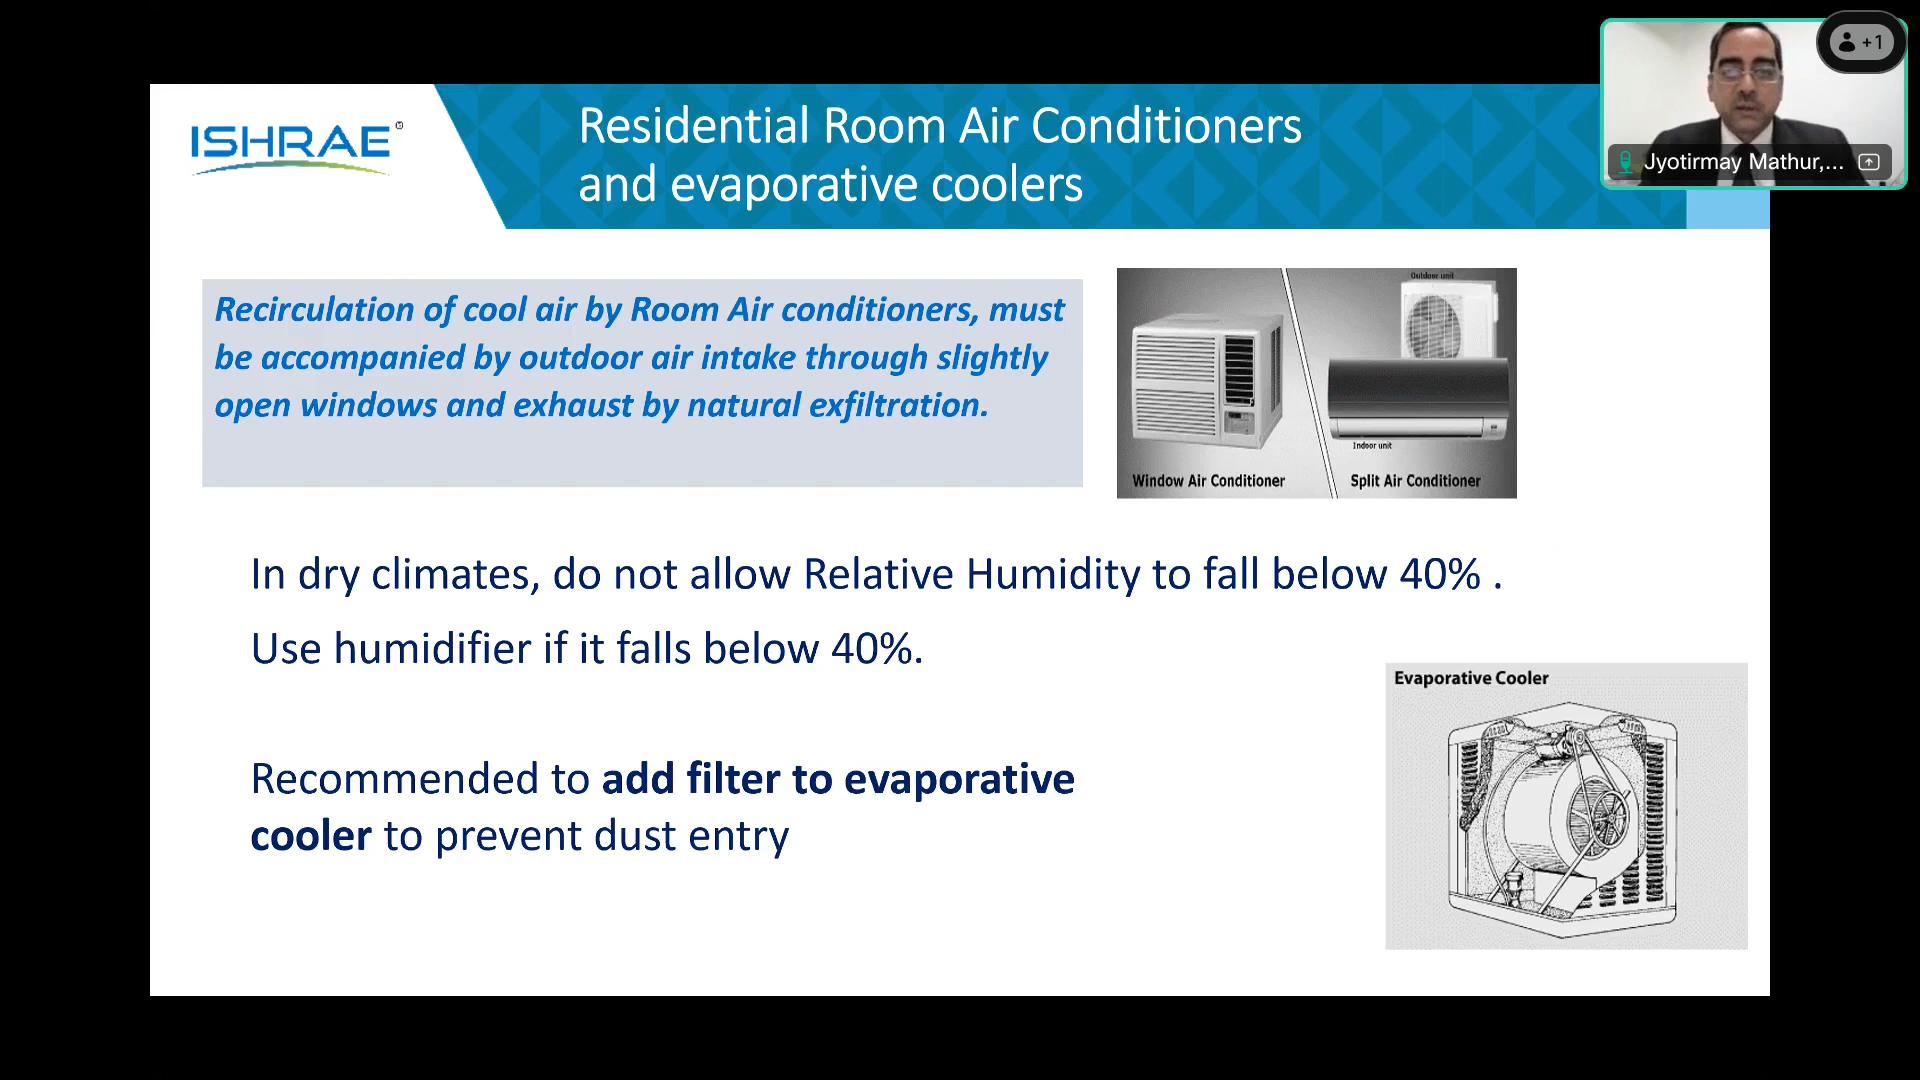 +1
Jyotirmay Mathur,...
ISHRAE
Residential Room Air Conditioners
and evaporative coolers
Recirculation of cool air by Room Air conditioners, must
be accompanied by outdoor air intake through slightly
open windows and exhaust by natural exfiltration.
Outdoor unit
Indoor unit
Window Air Conditioner
Split Air Conditioner
In dry climates, do not allow Relative Humidity to fall below 40% .
Use humidifier if it falls below 40%.
Evaporative Cooler
Recommended to add filter to evaporative
cooler to prevent dust entry